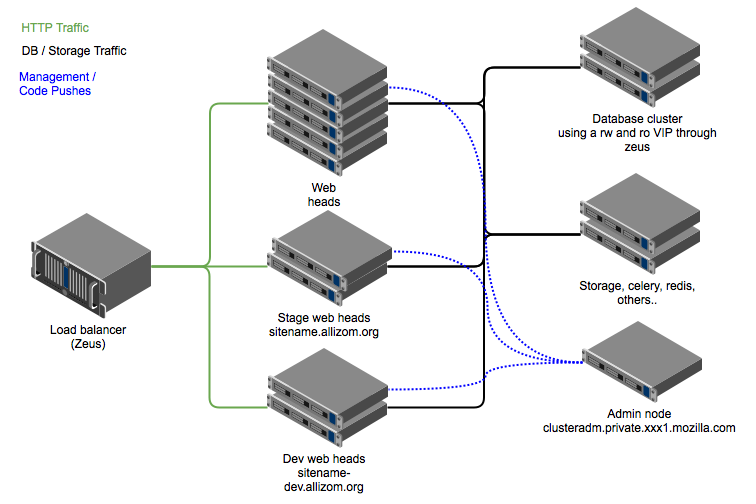 HTTP Traffic
DB / Storage Traffic
Management /
Code Pushes
Web
heads
Database cluster
using a rw and ro VIP through
zeus
Load balancer
(Zeus)
Stage web heads
sitename.allizom.org
Storage, celery, redis,
others..
Dev web heads
sitename-
dev.allizom.org
Admin node
clusteradm.private.xxx1.mozilla.com